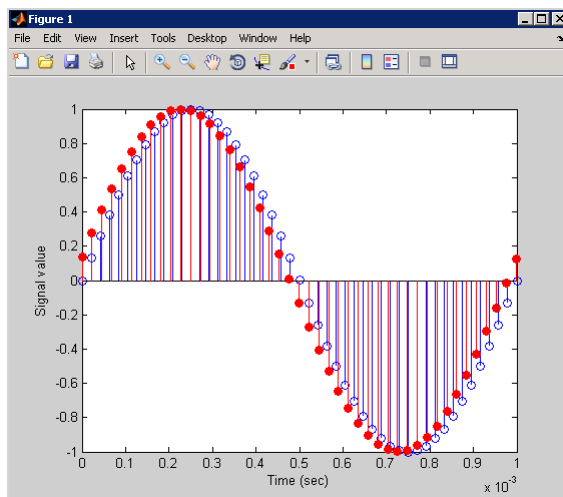 Figure 1
File Edit View Insert Tools Desktop Window Help
1
0.8
0.6
0.4
0.2
0
-0.2
-0.4
-0.6
-0.8
-1
Signal value
0 0.1 0.2 0.3 0.4 0.5 0.6 0.7 0.8 0.9 1
Time (sec)
x 10-3